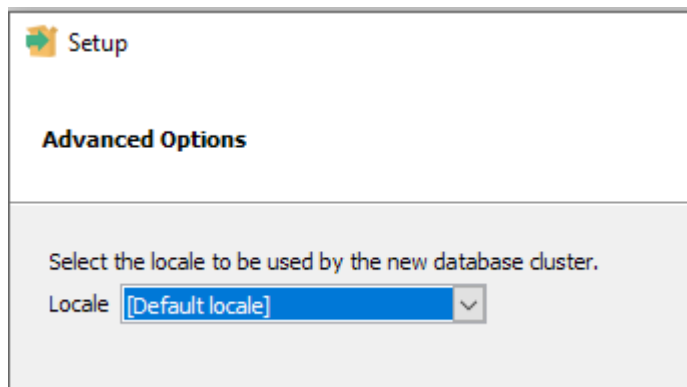 Setup
Advanced Options
Select the locale to be used by the new database cluster.
Locale [Default locale]